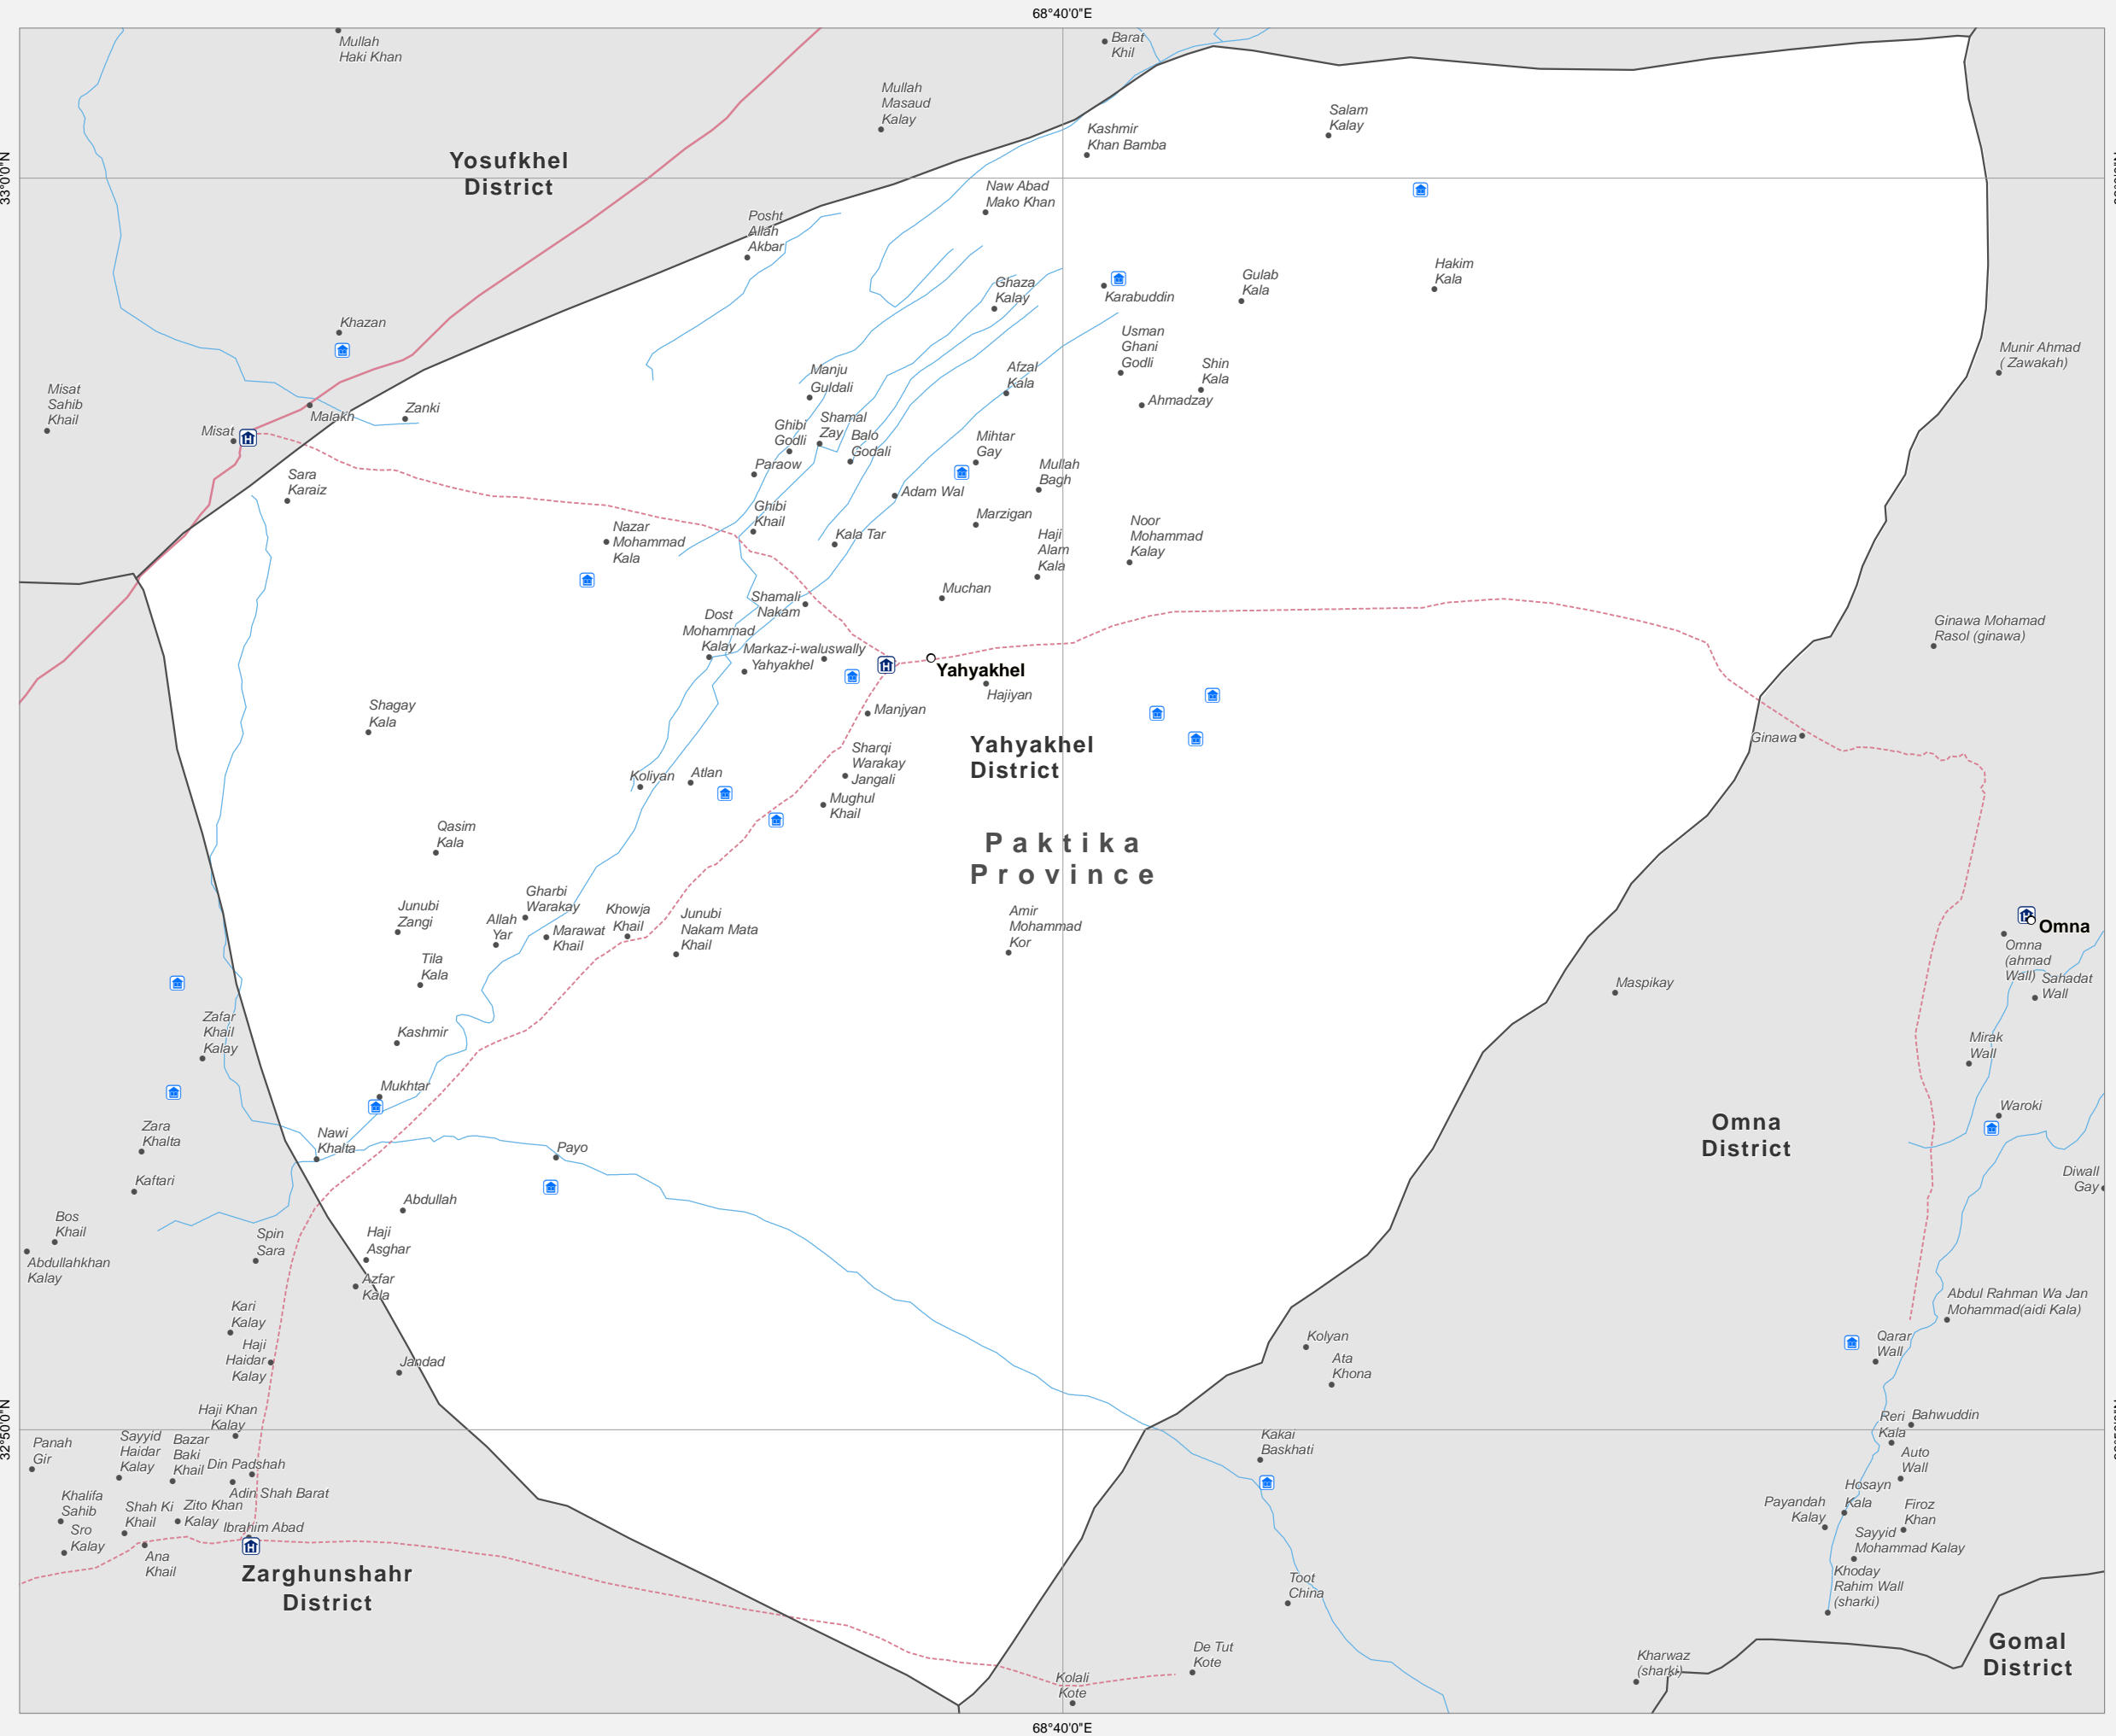 68°40'0"E
Mullah
Haki Khan
Barat
Khil
Mullah
Masaud
Kalay
Salam
Kalay
Kashmir
Khan Bamba
Yosufkhel
District
33°0'0"N
Naw Abad
Mako Khan
Posht
Allah
Akbar
Hakim
Kala
Gulab
Kala
Ghaza
Kalay
Karabuddin
Khazan
Usman
Ghani
Godli
Shin
Kala
Munir Ahmad
( Zawakah)
Misat
Sahib
Khail
Manju
Guldali
Afzal
Kala
Ahmadzay
Zanki
Malakh
Misat
Ghibi
Godli
Shamal
Zay
Balo
Godali
Mihtar
Gay
Mullah
Bagh
Paraow
Sara
Karaiz
Adam Wal
Ghibi
Khail
Marzigan
Nazar
Mohammad
Kala
Kala Tar
Haji
Alam
Kala
Noor
Mohammad
Kalay
Muchan
Shamali
Nakam
Dost
Mohammad
Kalay
Markaz-i-waluswally
Yahyakhel
Yahyakhel
Ginawa Mohamad
Rasol (ginawa)
Hajiyan
Shagay
Kala
Manjyan
Ginawa
Yahyakhel
District
Sharqi
Warakay
Jangali
Koliyan
Atlan
Mughul
Khail
Qasim
Kala
Paktika
Province
Gharbi
Warakay
Junubi
Zangi
Allah
Yar
Marawat
Khail
Khowja
Khail
Junubi
Nakam Mata
Khail
Amir
Mohammad
Kor
Omna
Omna
(ahmad
Wall)
Sahadat
Wall
Tila
Kala
Maspikay
Zafar
Khail
Kalay
Kashmir
Mirak
Wall
Mukhtar
Waroki
Zara
Khalta
Nawi
Khalta
Payo
Omna
District
Kaftari
Diwall
Gay
Abdullah
Bos
Khail
Abdullahkhan
Kalay
Spin
Sara
Haji
Asghar
Azfar
Kala
Abdul Rahman Wa Jan
Mohammad(aidi Kala)
Kari
Kalay
Haji
Haidar
Kalay
Jandad
Kolyan
Ata
Khona
Qarar
Wall
32°50'0"N
Haji Khan
Kalay
Reri
Kala
Bahwuddin
Panah
Gir
Sayyid
Haidar
Kalay
Bazar
Baki
Khail
Din Padshah
Adin Shah Barat
Kakai
Baskhati
Auto
Wall
Hosayn
Kala
Khalifa
Sahib
Shah Ki
Khail
Zito Khan
Kalay
Ibrahim Abad
Payandah
Kalay
Firoz
Khan
Sro
Kalay
Ana
Khail
Sayyid
Mohammad Kalay
Zarghunshahr
District
Toot
China
Khoday
Rahim Wall
(sharki)
De Tut
Kote
Kolali
Kote
Kharwaz
(sharki)
Gomal
District
68°40'0"E